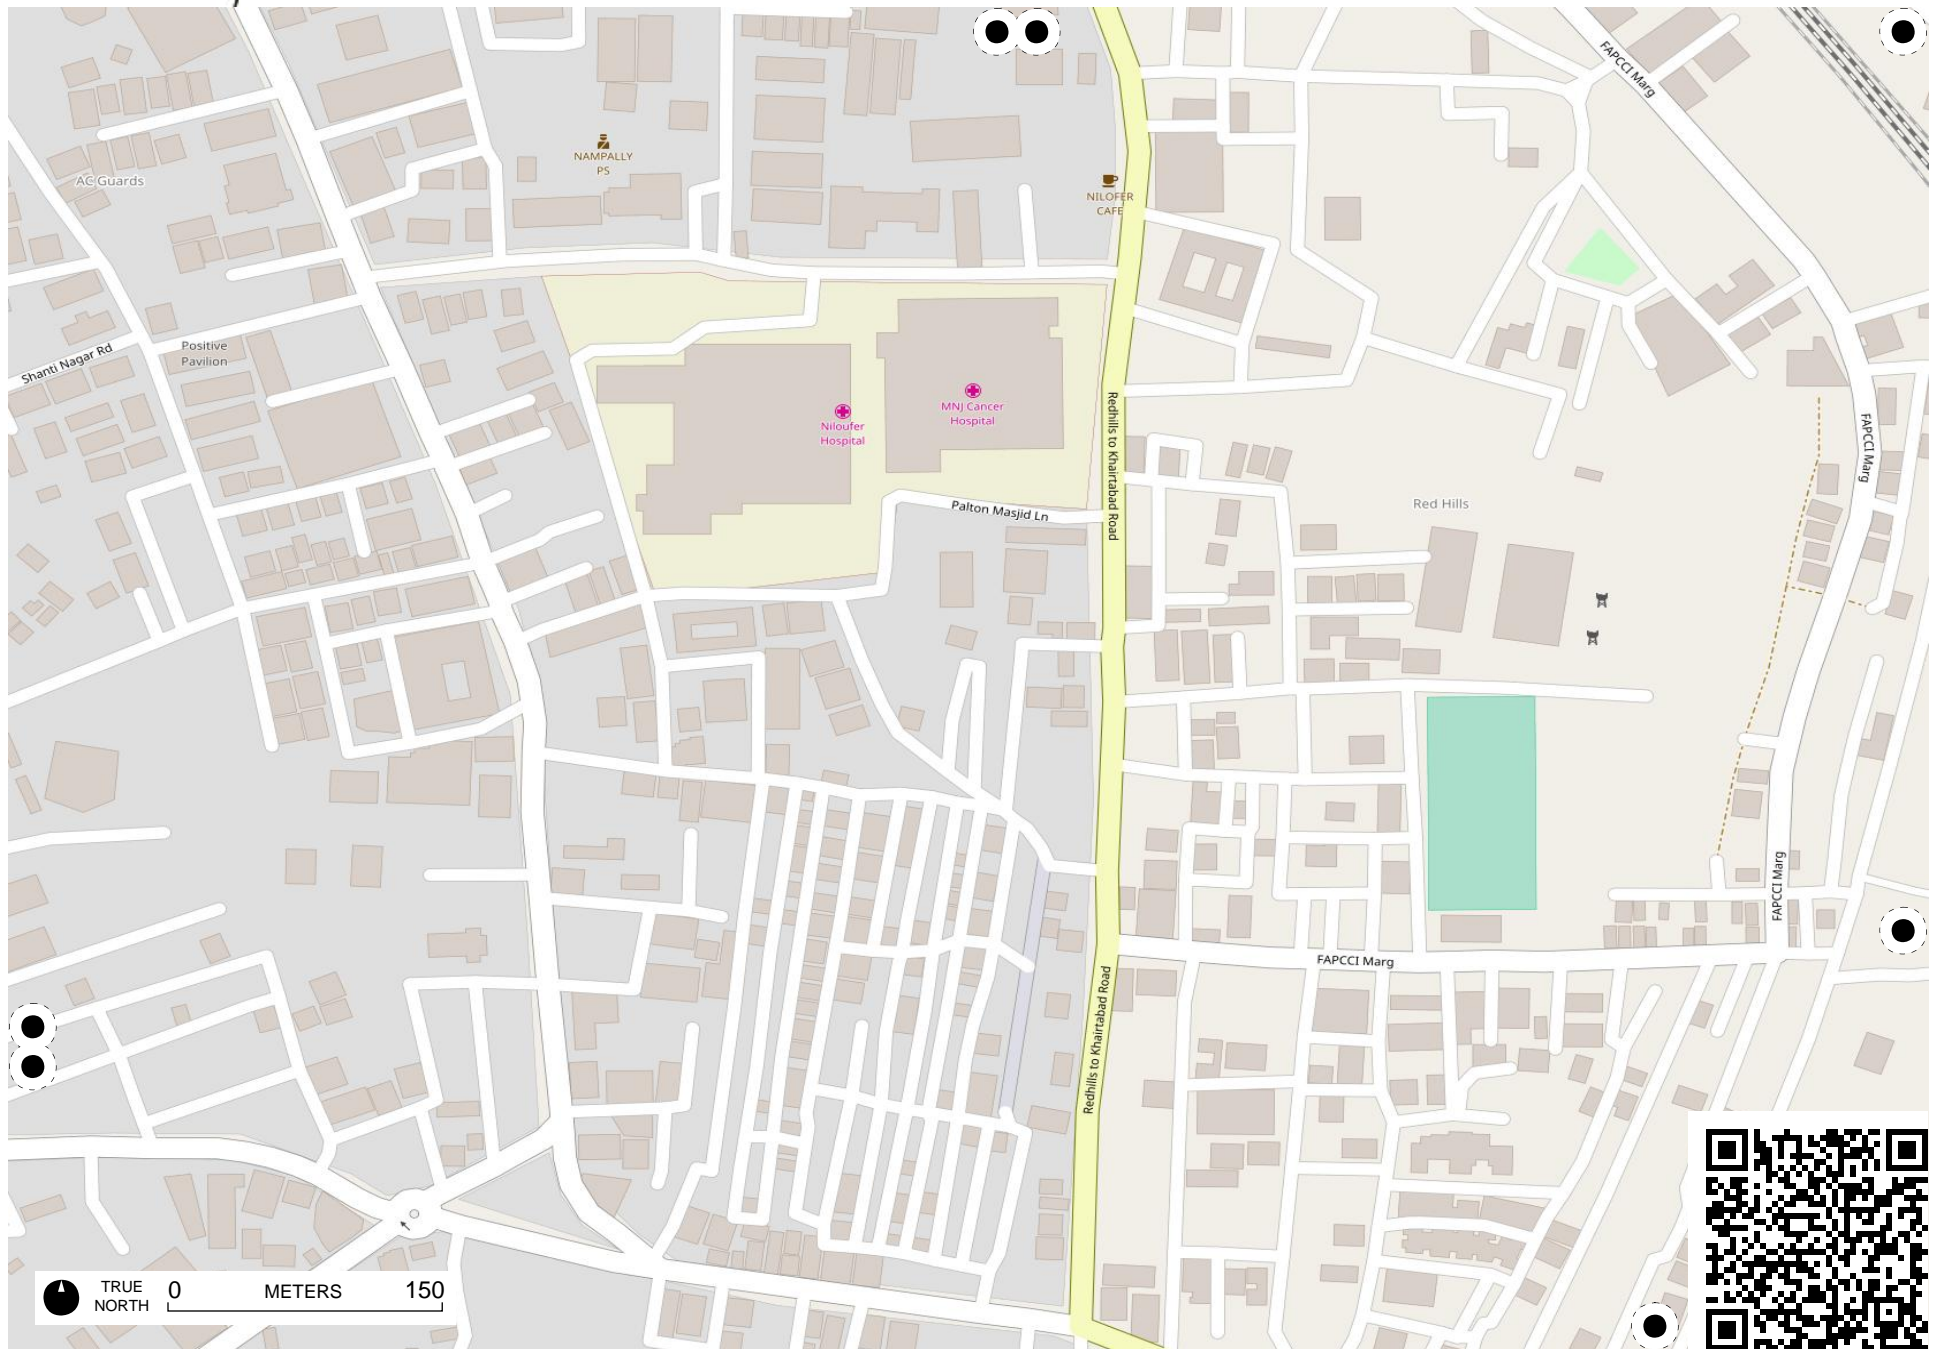 FAPCCI Marg
NAMPALLY
PS
AC Guards
NILOFER
CAFE
Positive
Pavilion
Shanti Nagar Rd
MNJ Cancer
Hospital
Niloufer
Hospital
Redhills to Khairtabad Road
FAPCCI Marg
Red Hills
Palton Masjid Ln
FAPCCI Marg
FAPCCI Marg
Redhills to Khairtabad Road
TRUE
NORTH
0 METERS 150